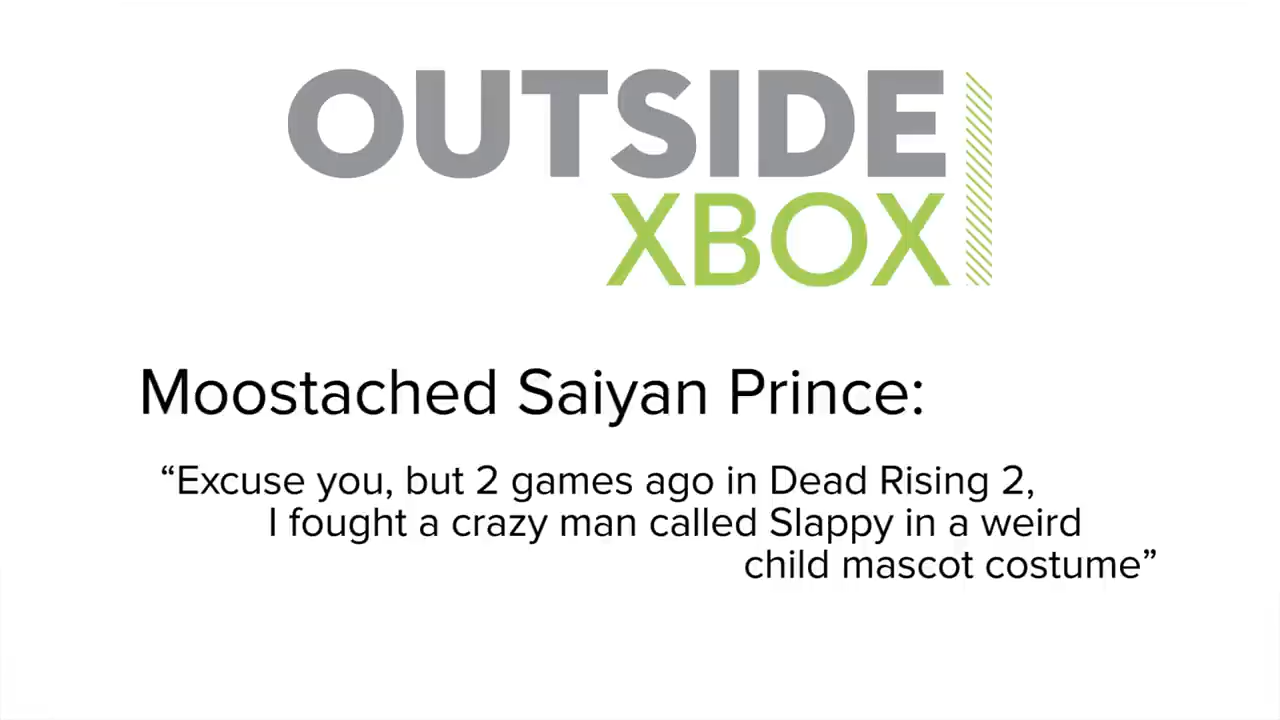 OUTSIDE
XBOX
Moostached Saiyan Prince:
“Excuse you, but 2 games ago in Dead Rising 2,
I fought a crazy man called Slappy in a weird
child mascot costume”